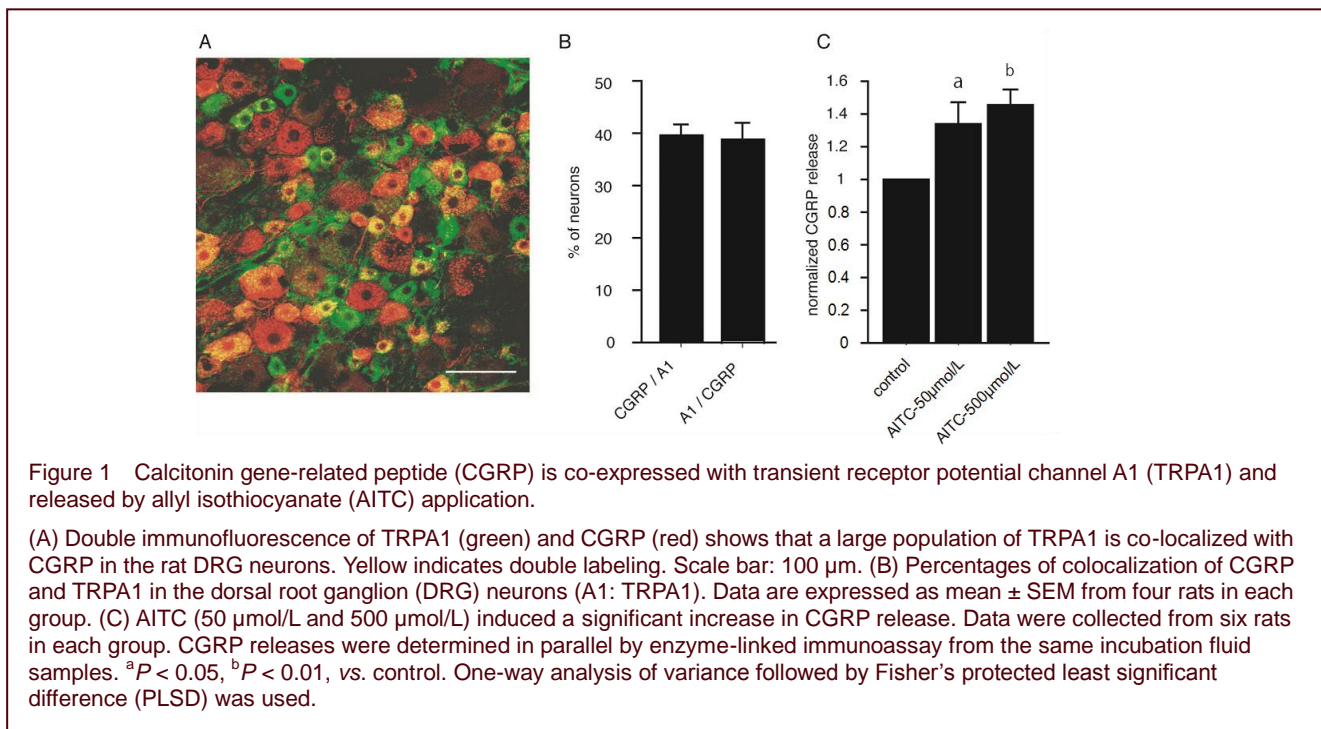 A
B
C
50
40
30
20
10
0
% of neurons
CGRP / A1
A1 / CGRP
1.6
1.4
1.2
1
0.8
0.6
0.4
0.2
0
normalized CGRP release
a
b
control
AITC-50µmol/L
AITC-500µmol/L
Figure 1 Calcitonin gene-related peptide (CGRP) is co-expressed with transient receptor potential channel A1 (TRPA1) and
released by allyl isothiocyanate (AITC) application.
(A) Double immunofluorescence of TRPA1 (green) and CGRP (red) shows that a large population of TRPA1 is co-localized with
CGRP in the rat DRG neurons. Yellow indicates double labeling. Scale bar: 100 µm. (B) Percentages of colocalization of CGRP
and TRPA1 in the dorsal root ganglion (DRG) neurons (A1: TRPA1). Data are expressed as mean ± SEM from four rats in each
group. (C) AITC (50 µmol/L and 500 µmol/L) induced a significant increase in CGRP release. Data were collected from six rats
in each group. CGRP releases were determined in parallel by enzyme-linked immunoassay from the same incubation fluid
samples. ᵃP < 0.05, ᵇP < 0.01, vs. control. One-way analysis of variance followed by Fisher's protected least significant
difference (PLSD) was used.